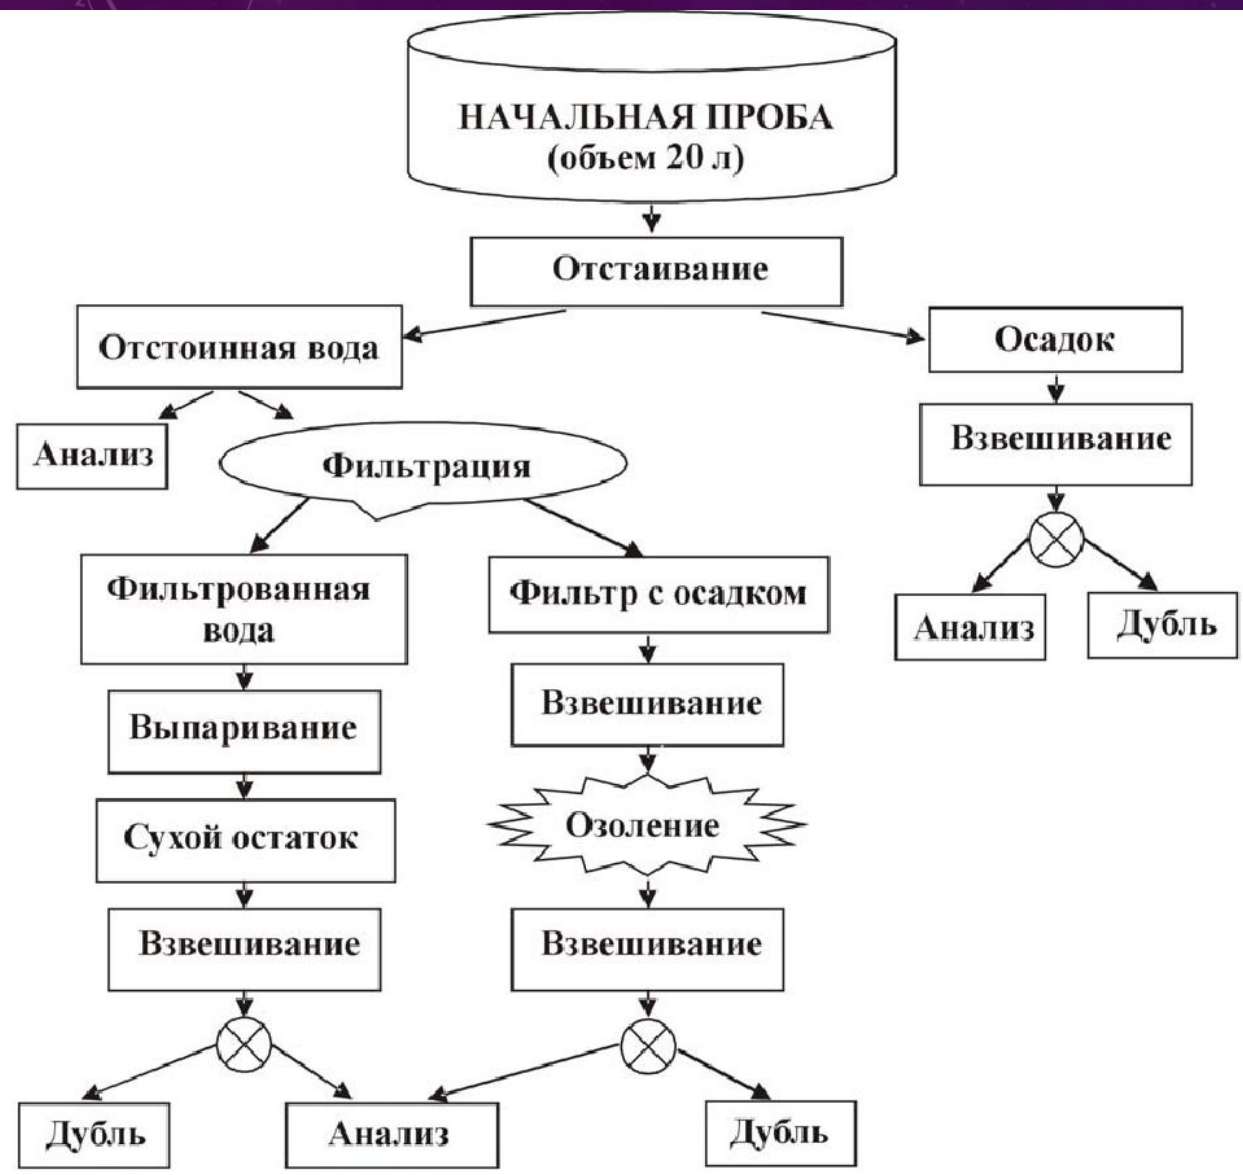 НАЧАЛЬНАЯ ПРОБА
(объем 20 л)
Отстаивание
Отстоинная вода
Осадок
Анализ
Фильтрация
Взвешивание
Фильтрованная
вода
Фильтр с осадком
Анализ
Дубль
Выпаривание
Взвешивание
Сухой остаток
Озоление
Взвешивание
Взвешивание
Дубль
Анализ
Дубль